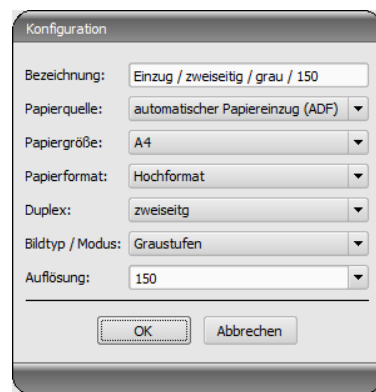 Konfiguration
Bezeichnung: Einzug / zweiseitig / grau / 150
Papierquelle: automatischer Papiereinzug (ADF)
Papiergröße: A4
Papierformat: Hochformat
Duplex: zweiseitg
Bildtyp / Modus: Graustufen
Auflösung: 150
OK Abbrechen